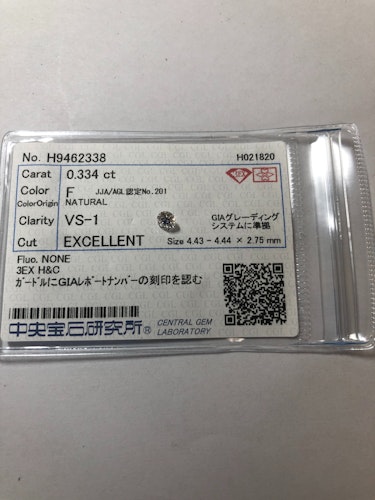 No. H9462338 H021820
Carat 0.334 ct
Color F JJA/AGL認定No.201
ColorOrigin NATURAL
Clarity VS-1 GIAグレーディング
システムに準拠
Cut EXCELLENT Size 4.43 - 4.44 × 2.75 mm
Fluo. NONE
3EX H&C
ガードルにGIAレポートナンバーの刻印を認む
中央宝石研究所® CENTRAL GEM
LABORATORY